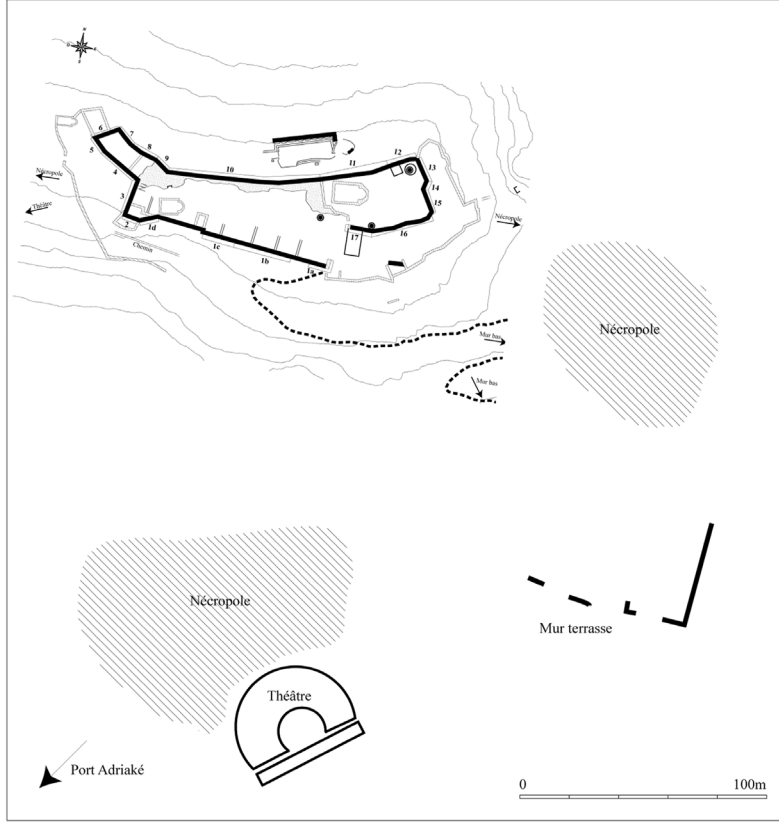 6
7
8
5
9
4
10
11
12
13
14
15
3
2
1d
1c
1b
1a
17
16
Nécropole
Théâtre
Chemin
Nécropole
Mur bas
Mur bas
Nécropole
Nécropole
Mur terrasse
Théâtre
Port Adriaké
0 100m